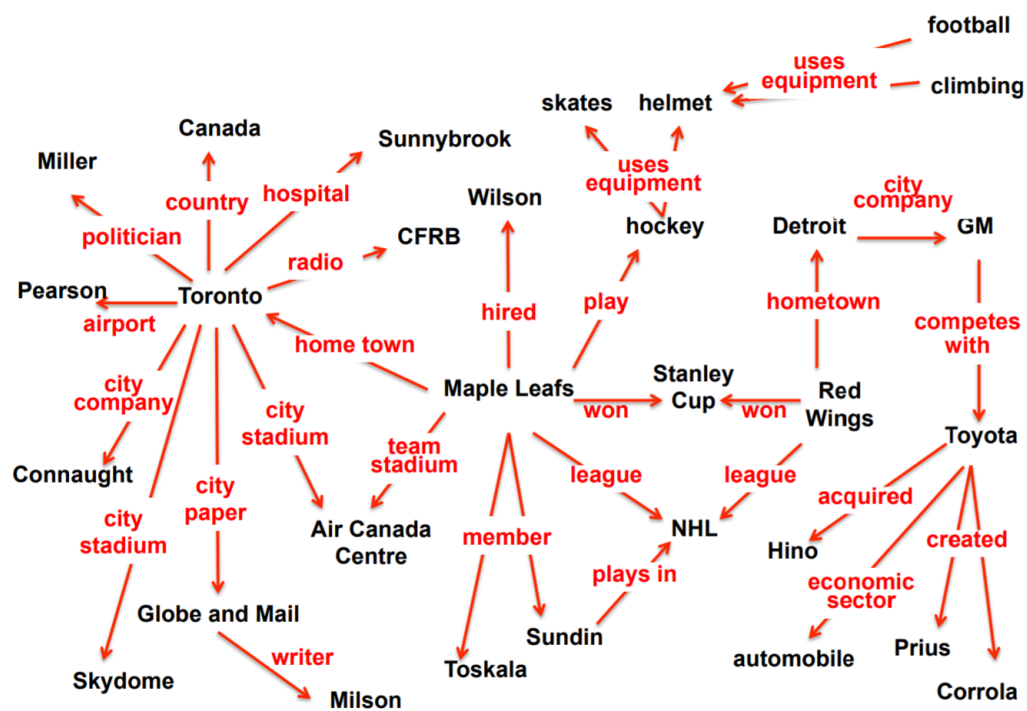 football
uses
equipment
climbing
skates
helmet
Canada
Sunnybrook
Miller
uses
equipment
country
hospital
Wilson
city
company
politician
CFRB
hockey
Detroit
GM
radio
Pearson
Toronto
airport
hired
play
hometown
competes
with
home town
Maple Leafs
Stanley
Cup
won
won
Red
Wings
city
company
city
stadium
team
stadium
Toyota
Connaught
league
league
city
paper
acquired
city
stadium
Air Canada
Centre
member
NHL
Hino
created
plays in
economic
sector
Globe and Mail
Sundin
writer
Toskala
automobile
Prius
Skydome
Milson
Corrola